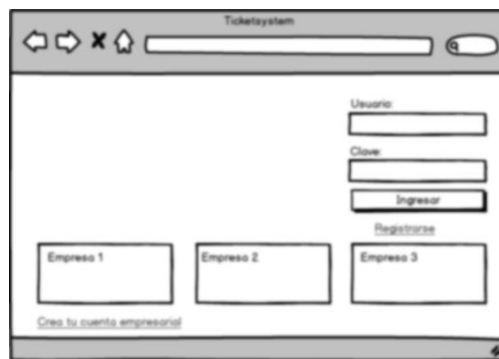 Ticketsystem
Usuario:
Clave:
Ingresar
Registrarse
Empresa 1
Empresa 2
Empresa 3
Crea tu cuenta empresarial